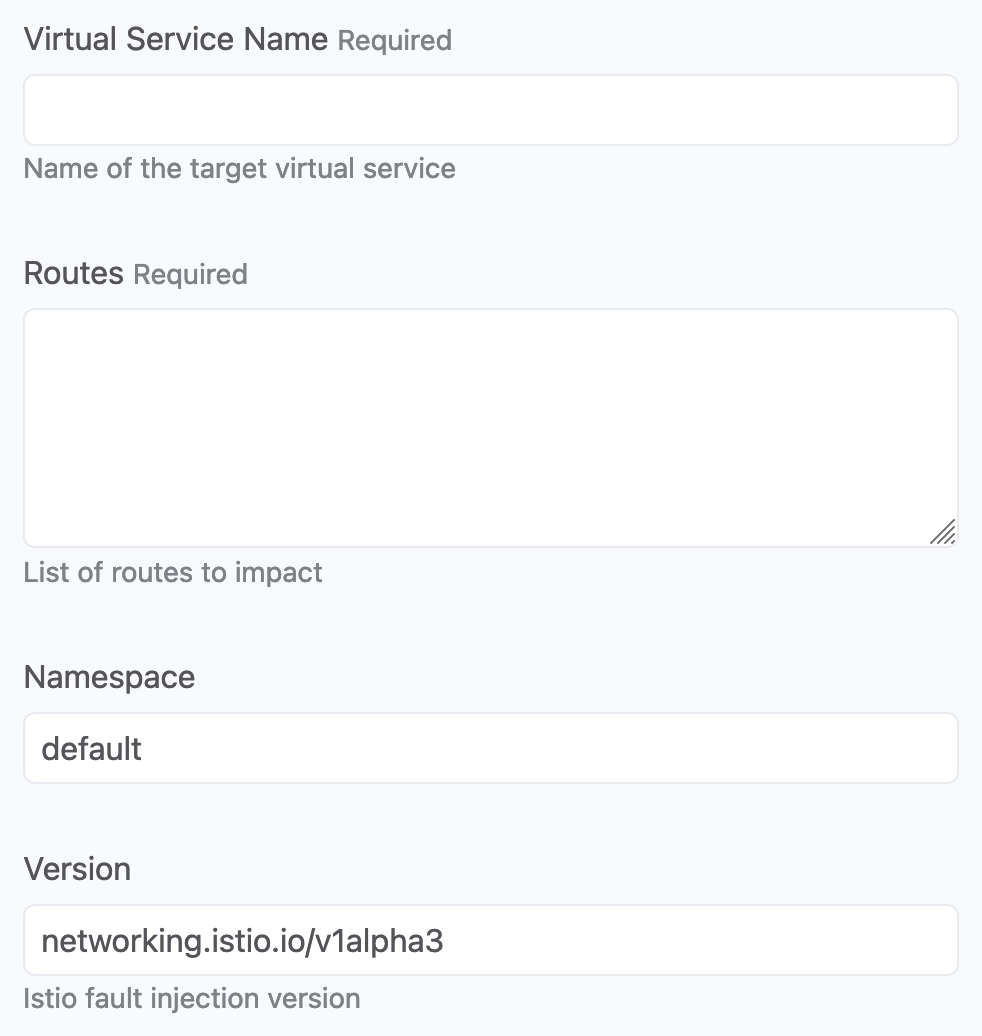 Virtual Service Name Required
Name of the target virtual service
Routes Required
List of routes to impact
Namespace
default
Version
networking.istio.io/v1alpha3
Istio fault injection version